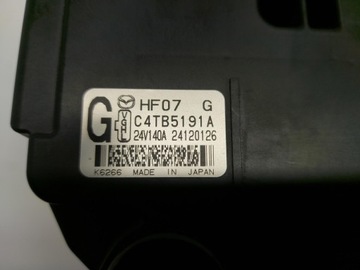 HF07 G
G C4TB5191A
24V140A 24120126
K6266 MADE IN JAPAN